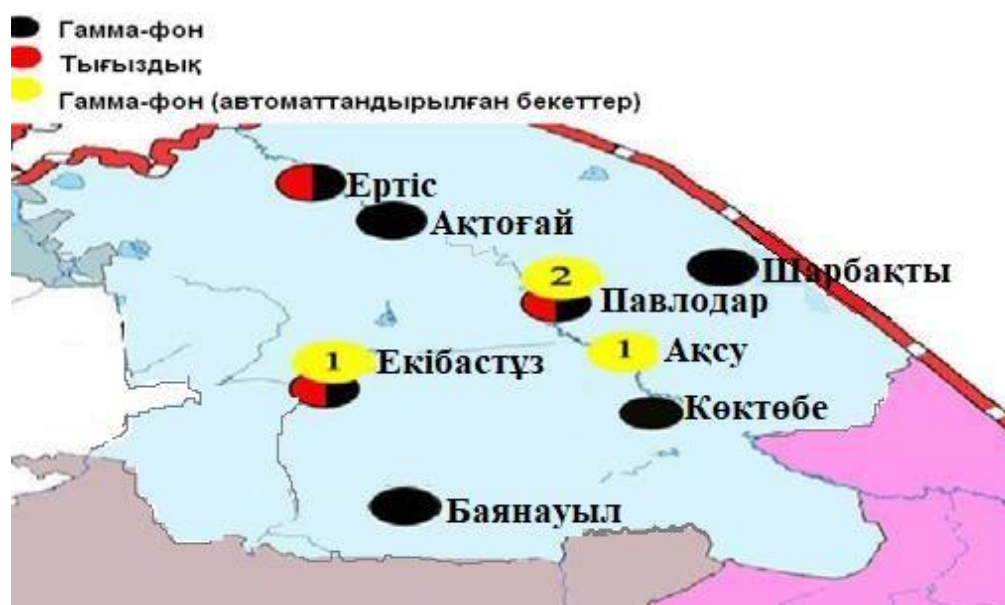 Гамма-фон
Тығыздық
Гамма-фон (автоматтандырылған бекеттер)
Ертіс
Ақтоғай
Шарбақты
2
Павлодар
1
Екібастұз
1
Ақсу
Көктөбе
Баянауыл